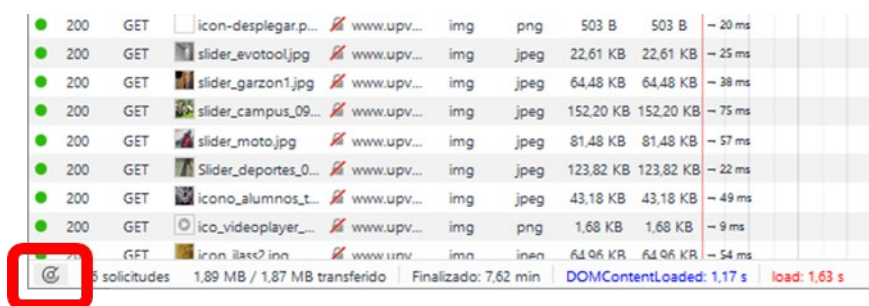 200 GET icon-desplegar.p... www.upv... img png 503 B 503 B → 20 ms
200 GET slider_evotool.jpg www.upv... img jpeg 22,61 KB 22,61 KB → 25 ms
200 GET slider_garzon1.jpg www.upv... img jpeg 64,48 KB 64,48 KB → 38 ms
200 GET slider_campus_09... www.upv... img jpeg 152,20 KB 152,20 KB → 75 ms
200 GET slider_moto.jpg www.upv... img jpeg 81,48 KB 81,48 KB → 57 ms
200 GET Slider_deportes_0... www.upv... img jpeg 123,82 KB 123,82 KB → 22 ms
200 GET icono_alumnos_t... www.upv... img jpeg 43,18 KB 43,18 KB → 49 ms
200 GET ico_videoplayer_... www.upv... img png 1,68 KB 1,68 KB → 9 ms
200 GET icon_ilass2.jpg www.upv... img jpeg 64,96 KB 64,96 KB → 54 ms
solicitudes 1,89 MB / 1,87 MB transferido Finalizado: 7,62 min DOMContentLoaded: 1,17 s load: 1,63 s